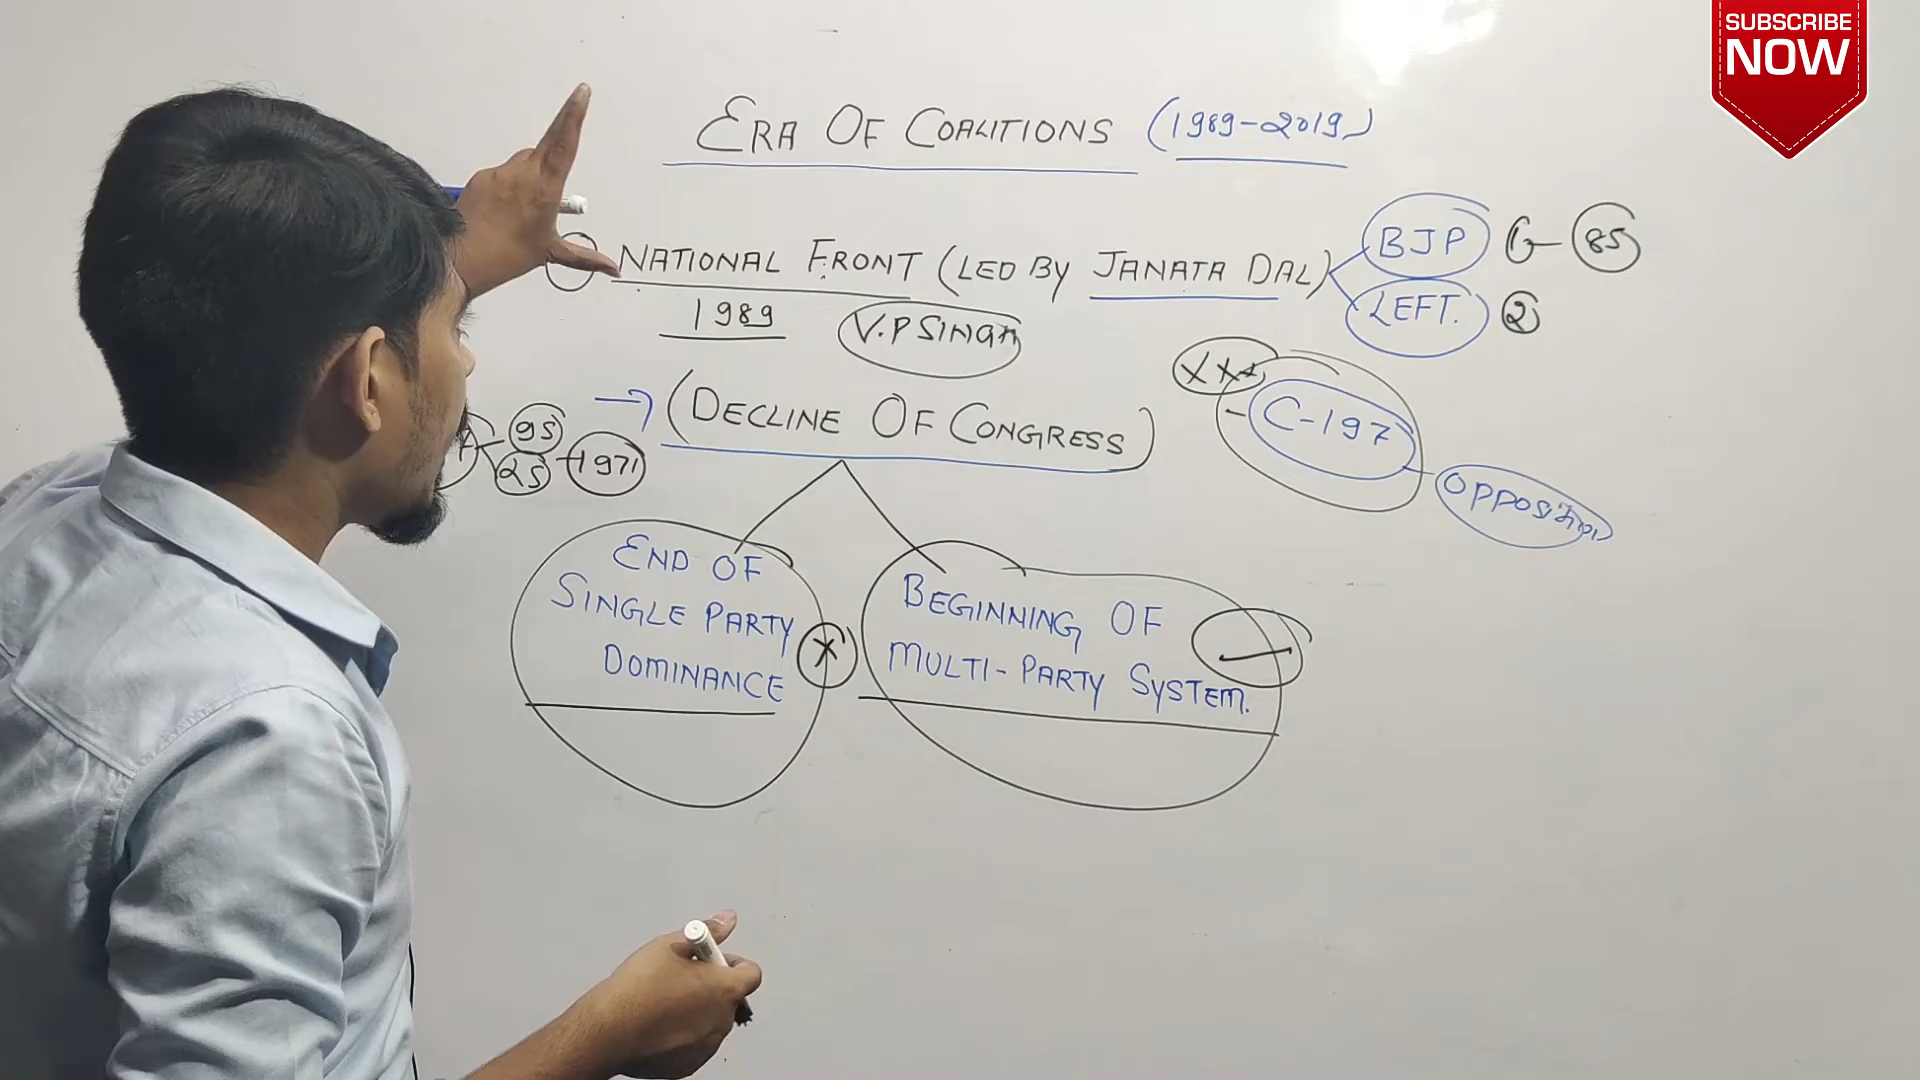 SUBSCRIBE
NOW
ERA OF COALITIONS (1989-2019)
NATIONAL FRONT (LED BY JANATA DAL)
BJP
85
LEFT.
2
1989
V.P SINGH
XXX
C-197
OPPOSITION
(DECLINE OF CONGRESS)
95
25
1971
END OF
SINGLE PARTY
DOMINANCE
X
BEGINNING OF
MULTI-PARTY SYSTEM.